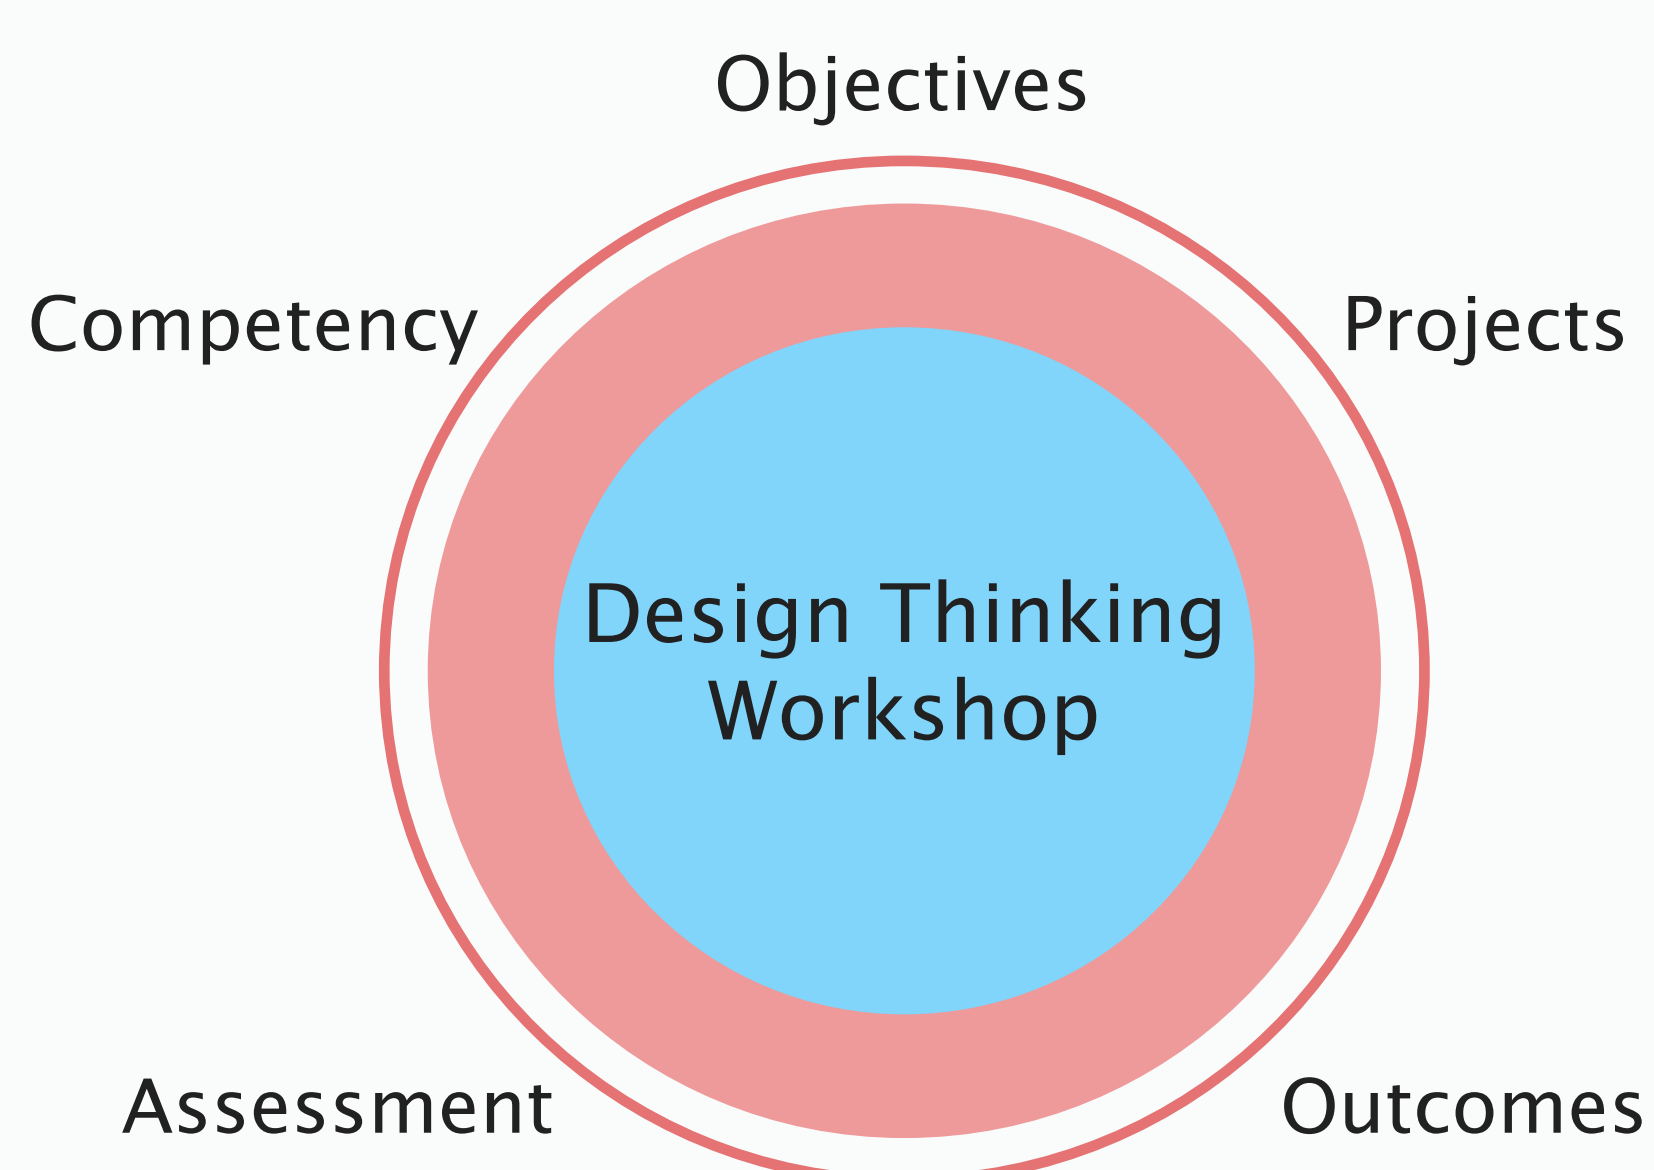 Objectives
Competency
Projects
Design Thinking
Workshop
Assessment
Outcomes